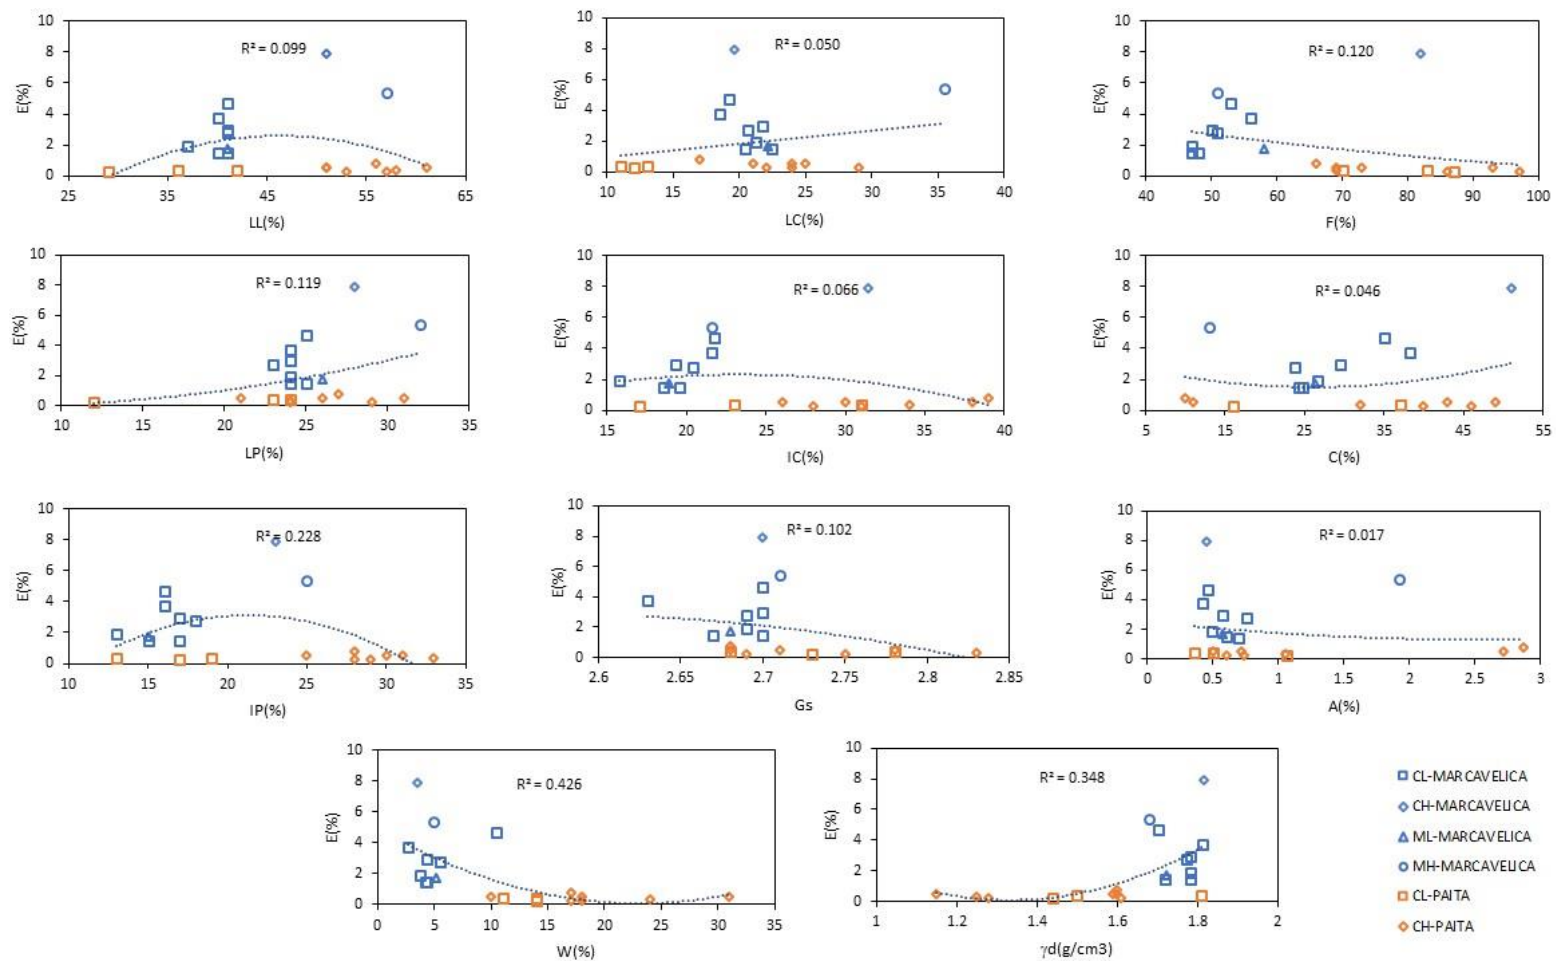 10
8
6
4
2
0
E(%)
R² = 0.099
25 35 45 55 65
LL(%)
10
8
6
4
2
0
E(%)
R² = 0.050
10 20 30 40
LC(%)
10
8
6
4
2
0
E(%)
R² = 0.120
40 50 60 70 80 90 100
F(%)
10
8
6
4
2
0
E(%)
R² = 0.119
10 15 20 25 30 35
LP(%)
10
8
6
4
2
0
E(%)
R² = 0.066
15 20 25 30 35 40
IC(%)
10
8
6
4
2
0
E(%)
R² = 0.046
5 15 25 35 45 55
C(%)
10
8
6
4
2
0
E(%)
R² = 0.228
10 15 20 25 30 35
IP(%)
10
8
6
4
2
0
E(%)
R² = 0.102
2.6 2.65 2.7 2.75 2.8 2.85
Gs
10
8
6
4
2
0
E(%)
R² = 0.017
0 0.5 1 1.5 2 2.5 3
A(%)
10
8
6
4
2
0
E(%)
R² = 0.426
0 5 10 15 20 25 30 35
W(%)
10
8
6
4
2
0
E(%)
R² = 0.348
1 1.2 1.4 1.6 1.8 2
γd(g/cm3)
CL-MARCAVELICA
CH-MARCAVELICA
ML-MARCAVELICA
MH-MARCAVELICA
CL-PAITA
CH-PAITA